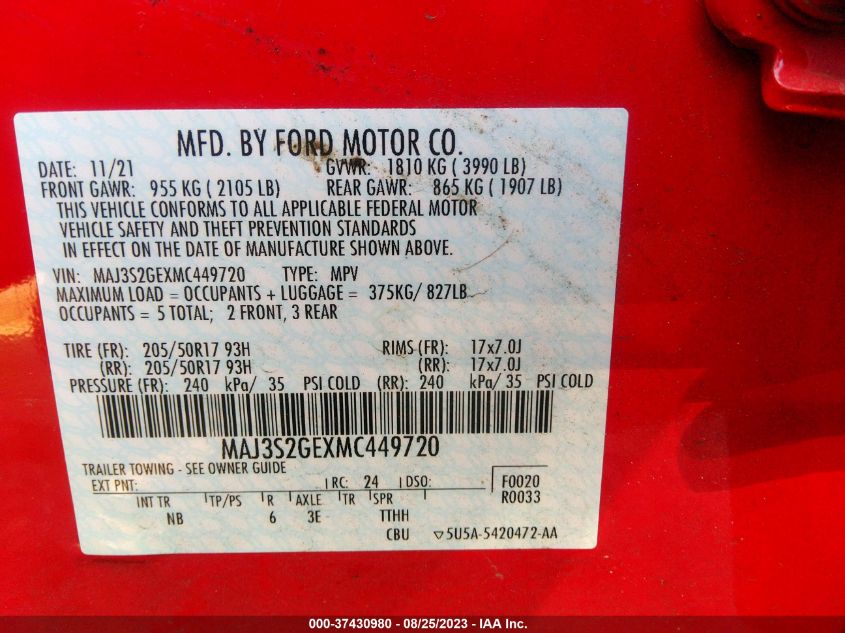 MFD. BY FORD MOTOR CO.
DATE: 11/21 GVWR: 1810 KG ( 3990 LB)
FRONT GAWR: 955 KG ( 2105 LB) REAR GAWR: 865 KG ( 1907 LB)
THIS VEHICLE CONFORMS TO ALL APPLICABLE FEDERAL MOTOR
VEHICLE SAFETY AND THEFT PREVENTION STANDARDS
IN EFFECT ON THE DATE OF MANUFACTURE SHOWN ABOVE.
VIN: MAJ3S2GEXMC449720 TYPE: MPV
MAXIMUM LOAD = OCCUPANTS + LUGGAGE = 375KG/ 827LB
OCCUPANTS = 5 TOTAL; 2 FRONT, 3 REAR
TIRE (FR): 205/50R17 93H RIMS (FR): 17x7.0J
(RR): 205/50R17 93H (RR): 17x7.0J
PRESSURE (FR): 240 kPa/ 35 PSI COLD (RR): 240 kPa/ 35 PSI COLD
MAJ3S2GEXMC449720
TRAILER TOWING - SEE OWNER GUIDE
EXT PNT: RC: 24 DSO: F0020
R0033
INT TR TP/PS R AXLE TR SPR
NB 6 3E TTHH
CBU ▽5U5A-5420472-AA
000-37430980 - 08/25/2023 - IAA Inc.